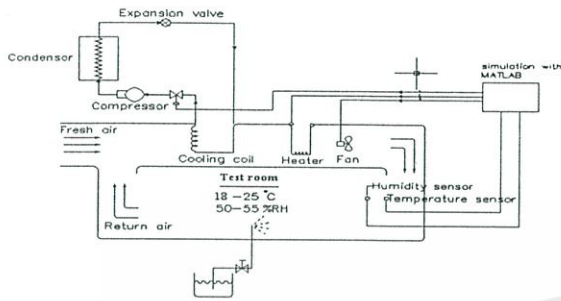 Expansion valve
Condensor
simulation with
MATLAB
Compressor
Fresh air
Cooling coil
Heater
Fan
Test room
18 -25 °C
50-55 %RH
Humidity sensor
Temperature sensor
Return air